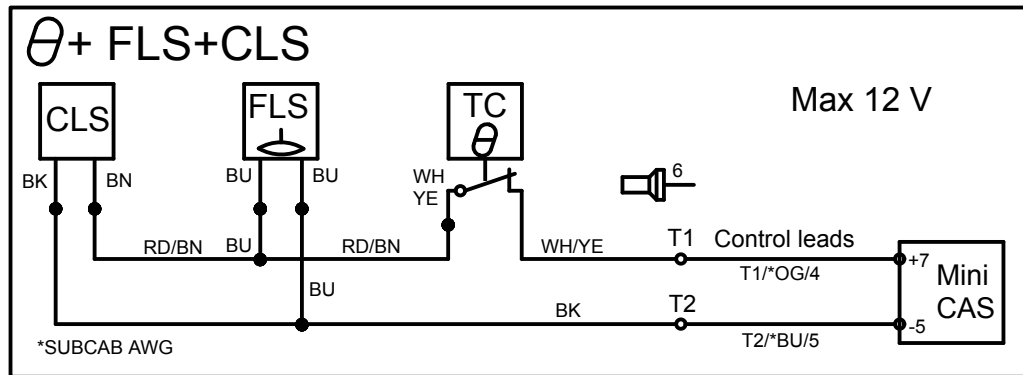 θ+ FLS+CLS
Max 12 V
CLS
FLS
TC
θ
BK
BN
BU
BU
WH
YE
6
RD/BN
BU
RD/BN
WH/YE
T1
Control leads
T1/*OG/4
+7
Mini
CAS
BU
BK
T2
T2/*BU/5
-5
*SUBCAB AWG